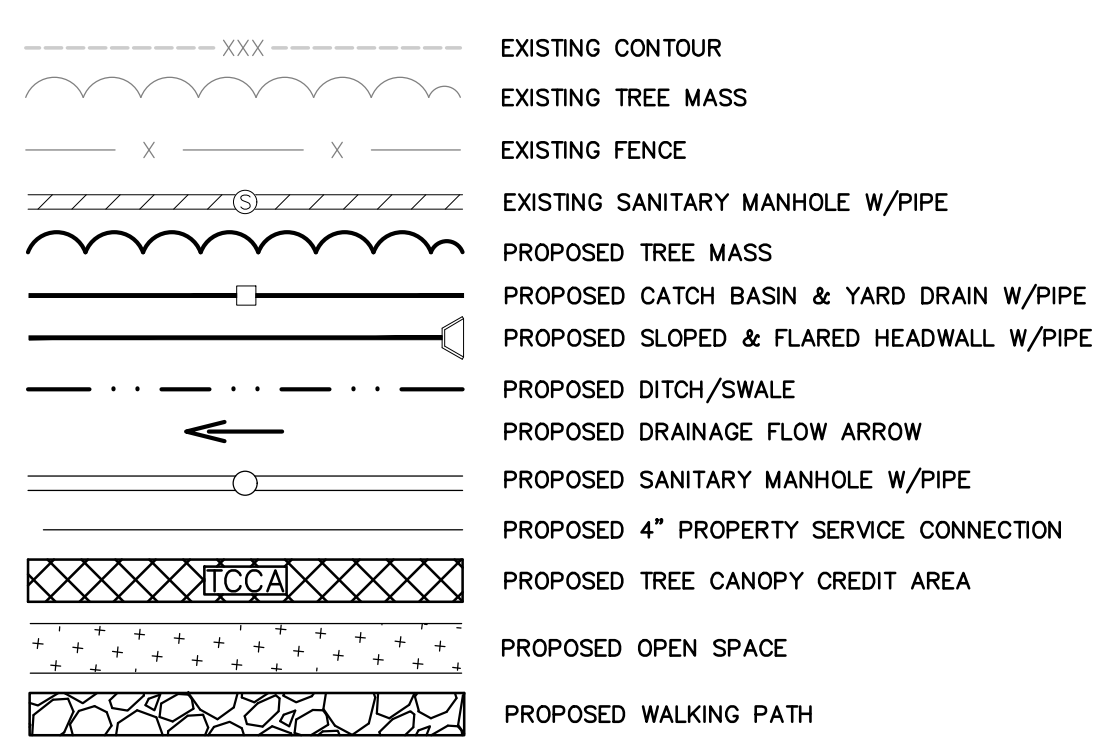 XXX EXISTING CONTOUR
EXISTING TREE MASS
X X EXISTING FENCE
S EXISTING SANITARY MANHOLE W/PIPE
PROPOSED TREE MASS
PROPOSED CATCH BASIN & YARD DRAIN W/PIPE
PROPOSED SLOPED & FLARED HEADWALL W/PIPE
PROPOSED DITCH/SWALE
PROPOSED DRAINAGE FLOW ARROW
PROPOSED SANITARY MANHOLE W/PIPE
PROPOSED 4” PROPERTY SERVICE CONNECTION
TCCA PROPOSED TREE CANOPY CREDIT AREA
PROPOSED OPEN SPACE
PROPOSED WALKING PATH